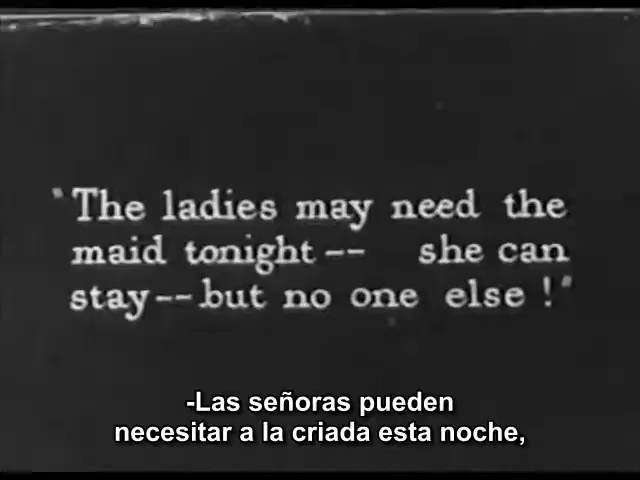 "The ladies may need the
maid tonight-- she can
stay--but no one else!"
-Las señoras pueden
necesitar a la criada esta noche,